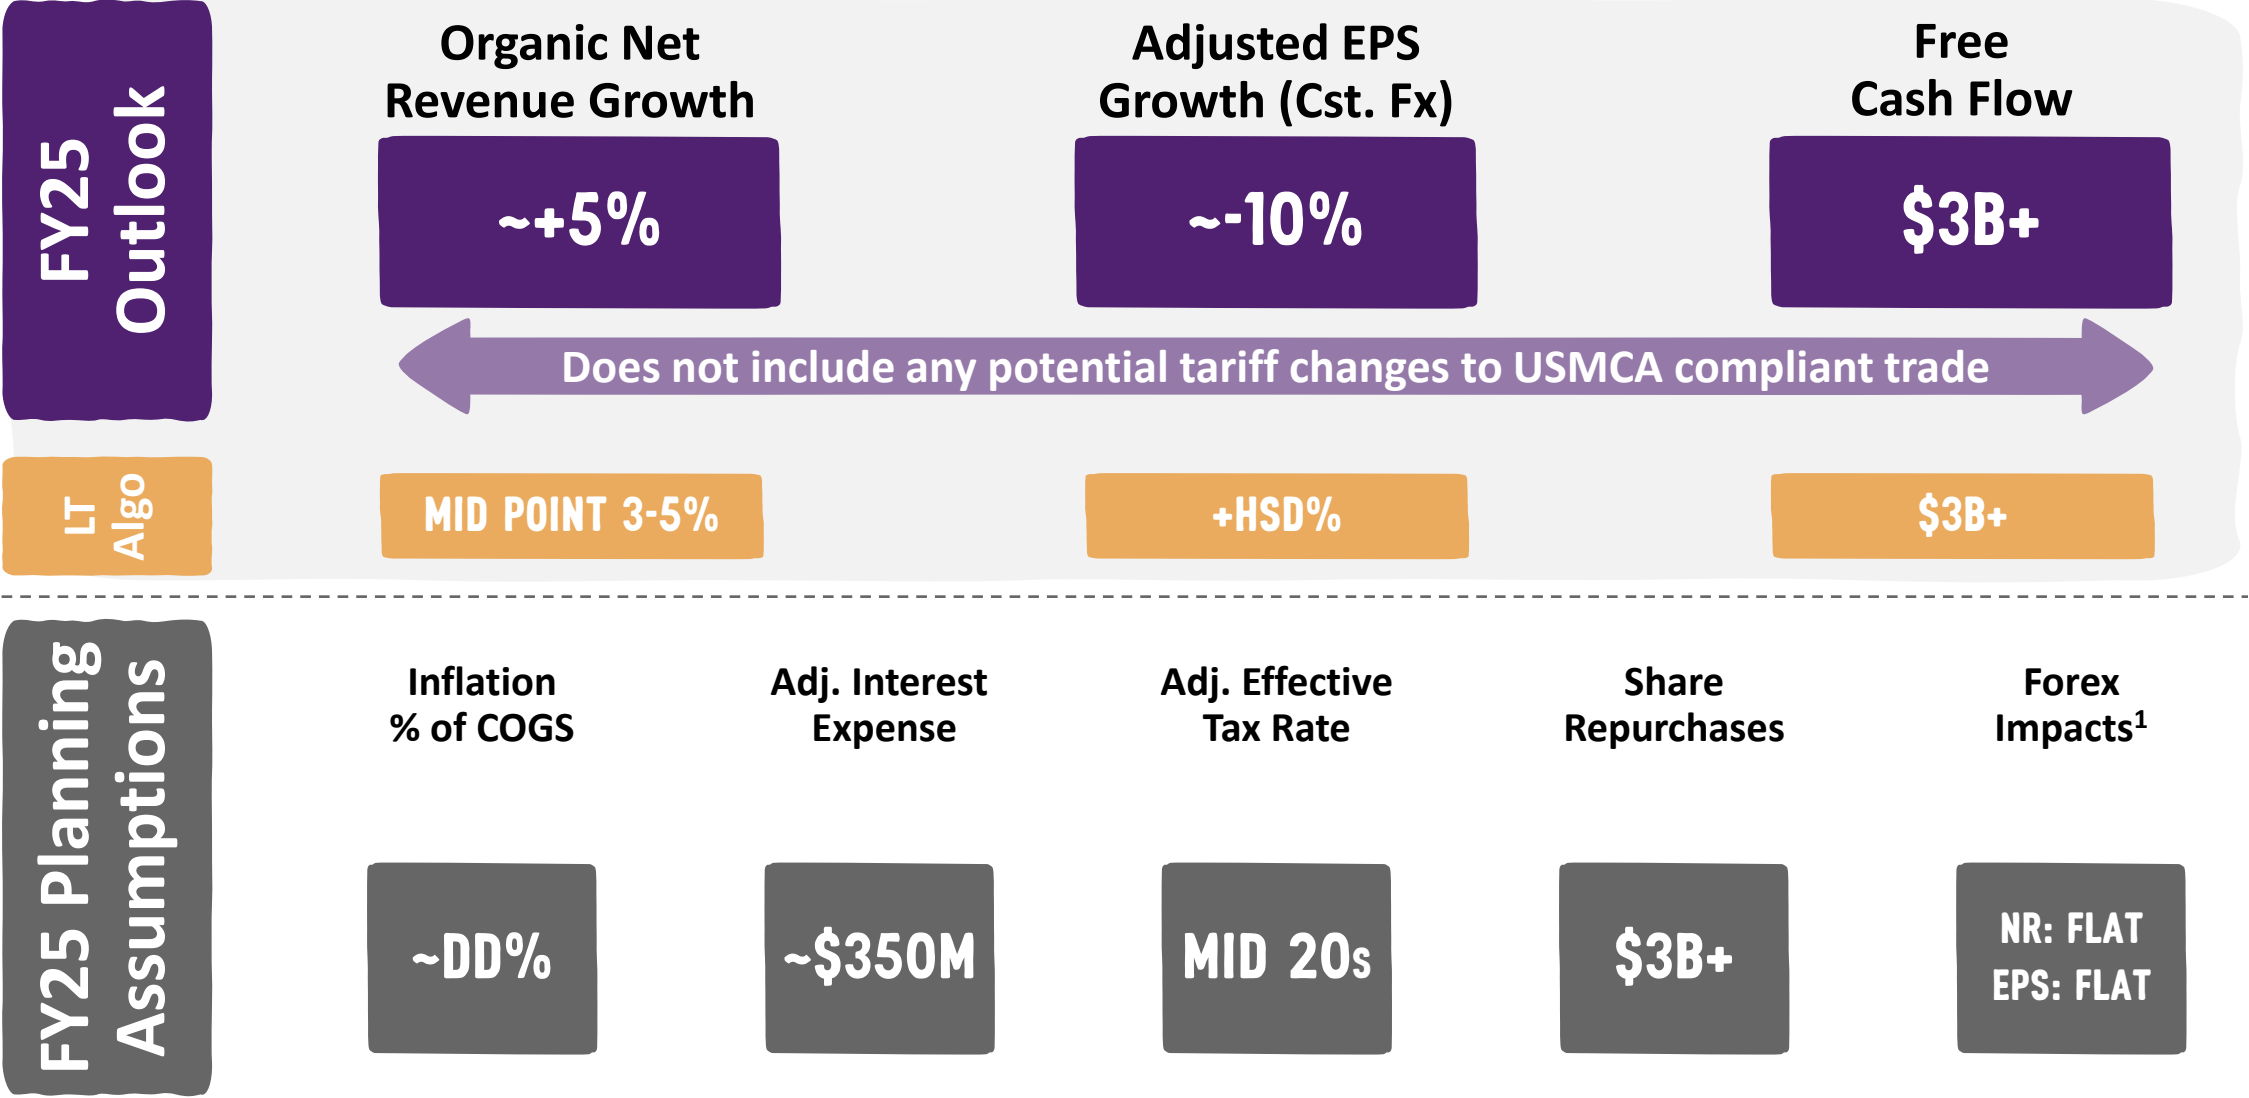 FY25
Outlook
Organic Net
Revenue Growth
Adjusted EPS
Growth (Cst. Fx)
Free
Cash Flow
~+5%
~-10%
$3B+
Does not include any potential tariff changes to USMCA compliant trade
LT
Algo
MID POINT 3-5%
+HSD%
$3B+
FY25 Planning
Assumptions
Inflation
% of COGS
Adj. Interest
Expense
Adj. Effective
Tax Rate
Share
Repurchases
Forex
Impacts¹
~DD%
~$350M
MID 20s
$3B+
NR: FLAT
EPS: FLAT